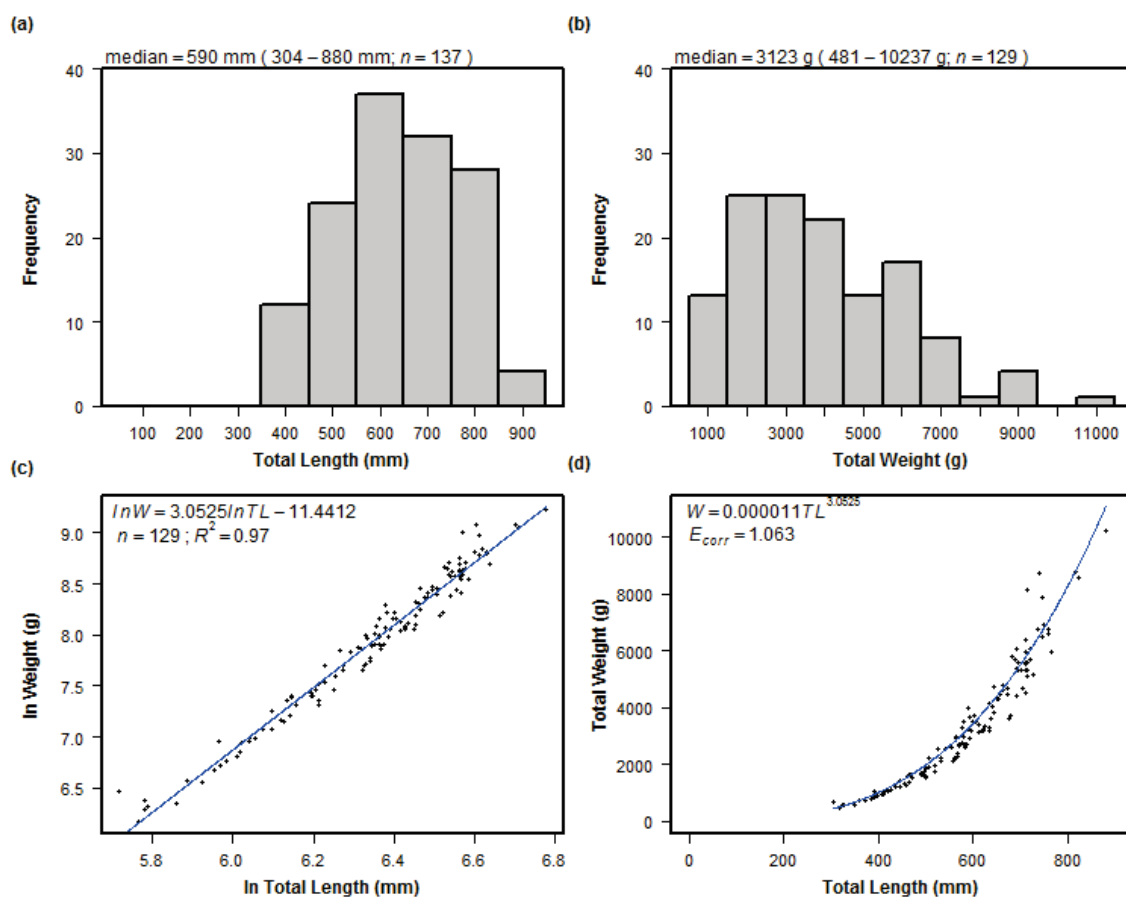 (a)
median = 590 mm ( 304 – 880 mm; n = 137 )
40
30
20
10
0
Frequency
100 200 300 400 500 600 700 800 900
Total Length (mm)
(b)
median = 3123 g ( 481 – 10237 g; n = 129 )
40
30
20
10
0
Frequency
1000 3000 5000 7000 9000 11000
Total Weight (g)
(c)
lnW = 3.0525lnTL – 11.4412
n = 129 ; R² = 0.97
9.0
8.5
8.0
7.5
7.0
6.5
ln Weight (g)
5.8 6.0 6.2 6.4 6.6 6.8
ln Total Length (mm)
(d)
W = 0.000011TL^3.0525
E_corr = 1.063
10000
8000
6000
4000
2000
0
Total Weight (g)
0 200 400 600 800
Total Length (mm)